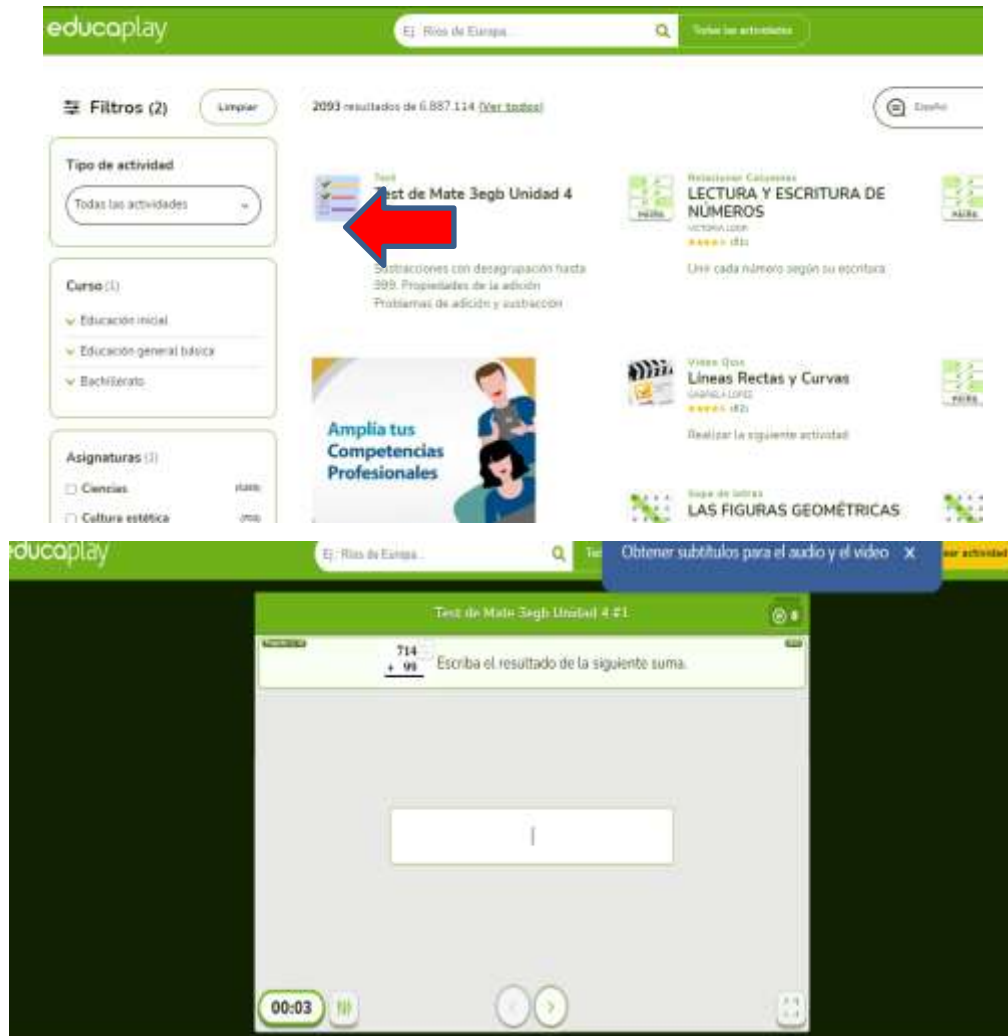 educaplay
Ej: Ríos de Europa...
Todas las actividades
Filtros (2)
Limpiar
2093 resultados de 6.887.114 (Ver todos)
Español
Tipo de actividad
Todas las actividades
Test
Test de Mate 3egb Unidad 4
Sustracciones con desagrupación hasta
999. Propiedades de la adición
Problemas de adición y sustracción
Relacionar Columnas
LECTURA Y ESCRITURA DE
NÚMEROS
Unir cada número según su escritura
Curso
Educación inicial
Educación general básica
Bachillerato
Amplía tus
Competencias
Profesionales
Video Quiz
Líneas Rectas y Curvas
GABRIELA LOPEZ
Realizar la siguiente actividad
Asignaturas
Ciencias
Cultura estética
Sopa de letras
LAS FIGURAS GEOMÉTRICAS
educaplay
Ej: Ríos de Europa...
Obtener subtítulos para el audio y el video X
ear actividad
Test de Mate 3egb Unidad 4 #1
714
+ 99
Escriba el resultado de la siguiente suma.
00:03